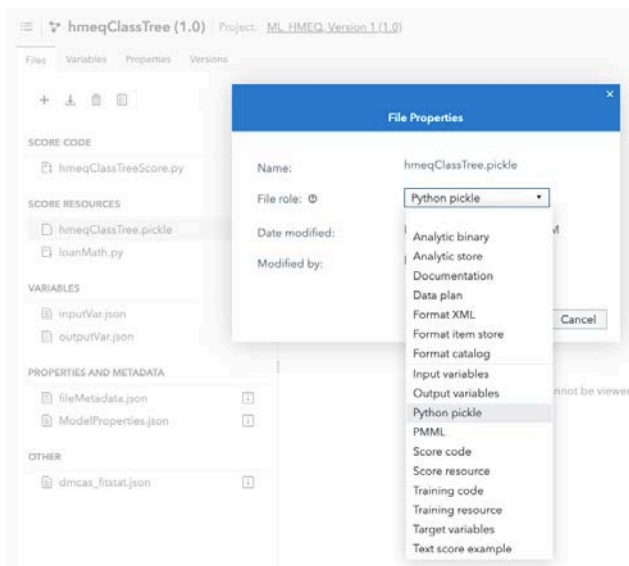 hmeqClassTree (1.0) Project: ML_HMEQ, Version 1 (1.0)
Files Variables Properties Versions
SCORE CODE
hmeqClassTreeScore.py
SCORE RESOURCES
hmeqClassTree.pickle
loanMath.py
VARIABLES
inputVar.json
outputVar.json
PROPERTIES AND METADATA
fileMetadata.json
ModelProperties.json
OTHER
dmcas_fitstat.json
File Properties
Name: hmeqClassTree.pickle
File role: Python pickle
Date modified:
Modified by:
Analytic binary
Analytic store
Documentation
Data plan
Format XML
Format item store
Format catalog
Input variables
Output variables
Python pickle
PMML
Score code
Score resource
Training code
Training resource
Target variables
Text score example
Cancel